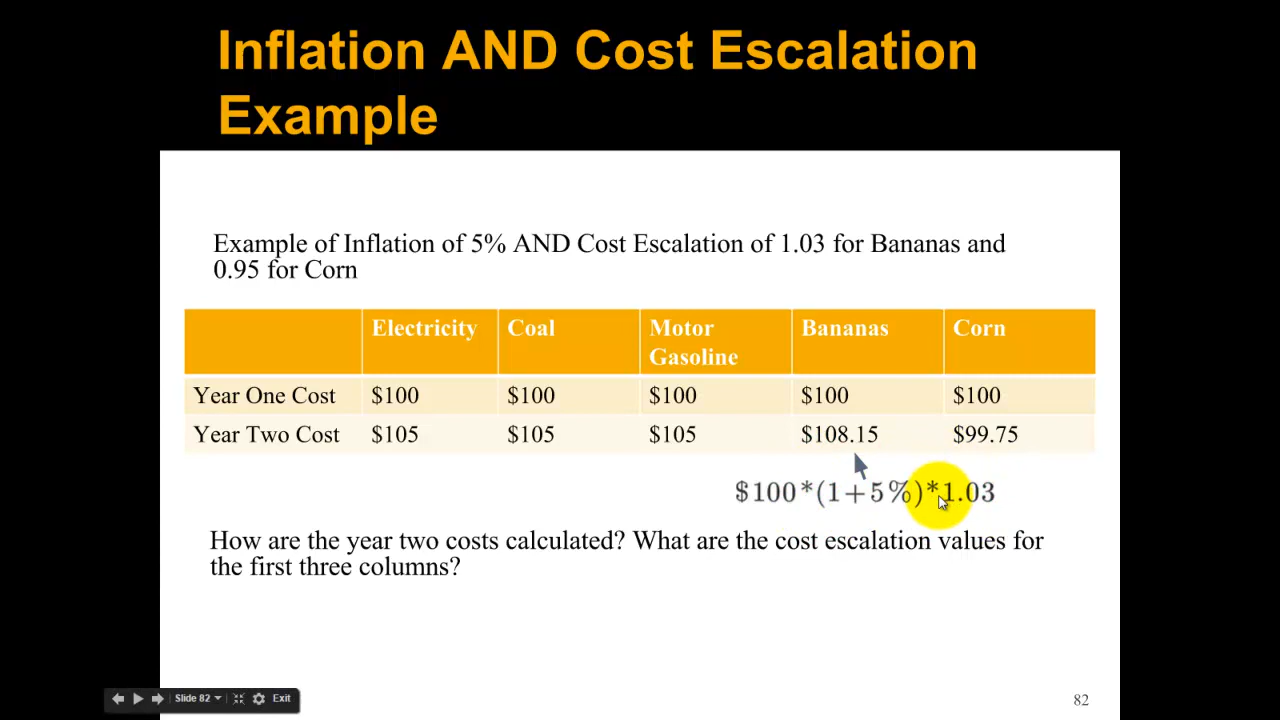 Inflation AND Cost Escalation
Example
Example of Inflation of 5% AND Cost Escalation of 1.03 for Bananas and
0.95 for Corn
Electricity Coal Motor Gasoline Bananas Corn
Year One Cost $100 $100 $100 $100 $100
Year Two Cost $105 $105 $105 $108.15 $99.75
$100*(1+5%)*1.03
How are the year two costs calculated? What are the cost escalation values for
the first three columns?
Slide 82 Exit
82